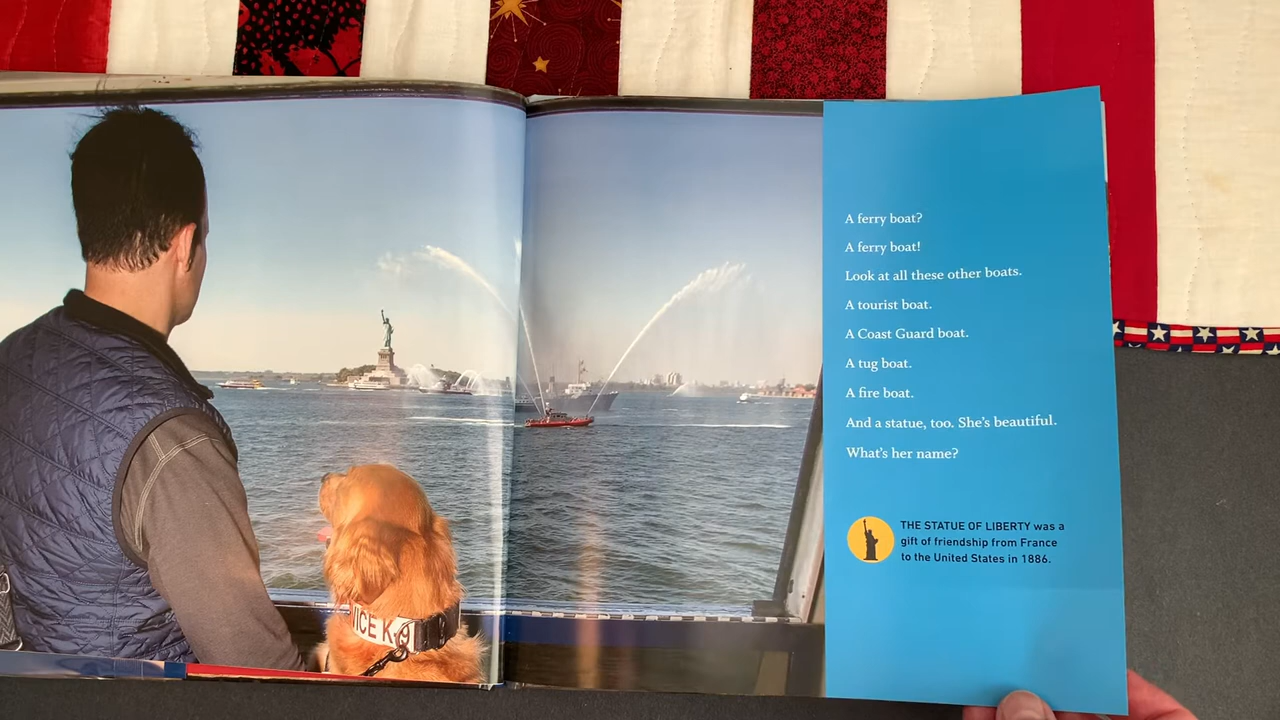 VICE K-9
A ferry boat?
A ferry boat!
Look at all these other boats.
A tourist boat.
A Coast Guard boat.
A tug boat.
A fire boat.
And a statue, too. She's beautiful.
What's her name?
THE STATUE OF LIBERTY was a
gift of friendship from France
to the United States in 1886.